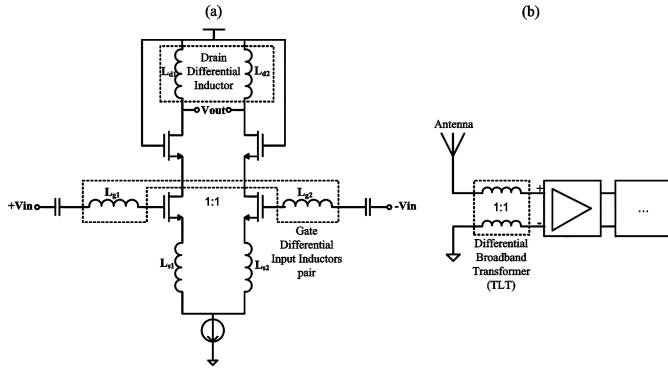 (a)
(b)
Drain
Differential
Inductor
Ld1
Ld2
Vout
Antenna
Lg1
Lg2
+Vin
-Vin
1:1
Gate
Differential
Input Inductors
pair
Ls1
Ls2
+
-
1:1
...
Differential
Broadband
Transformer
(TLT)